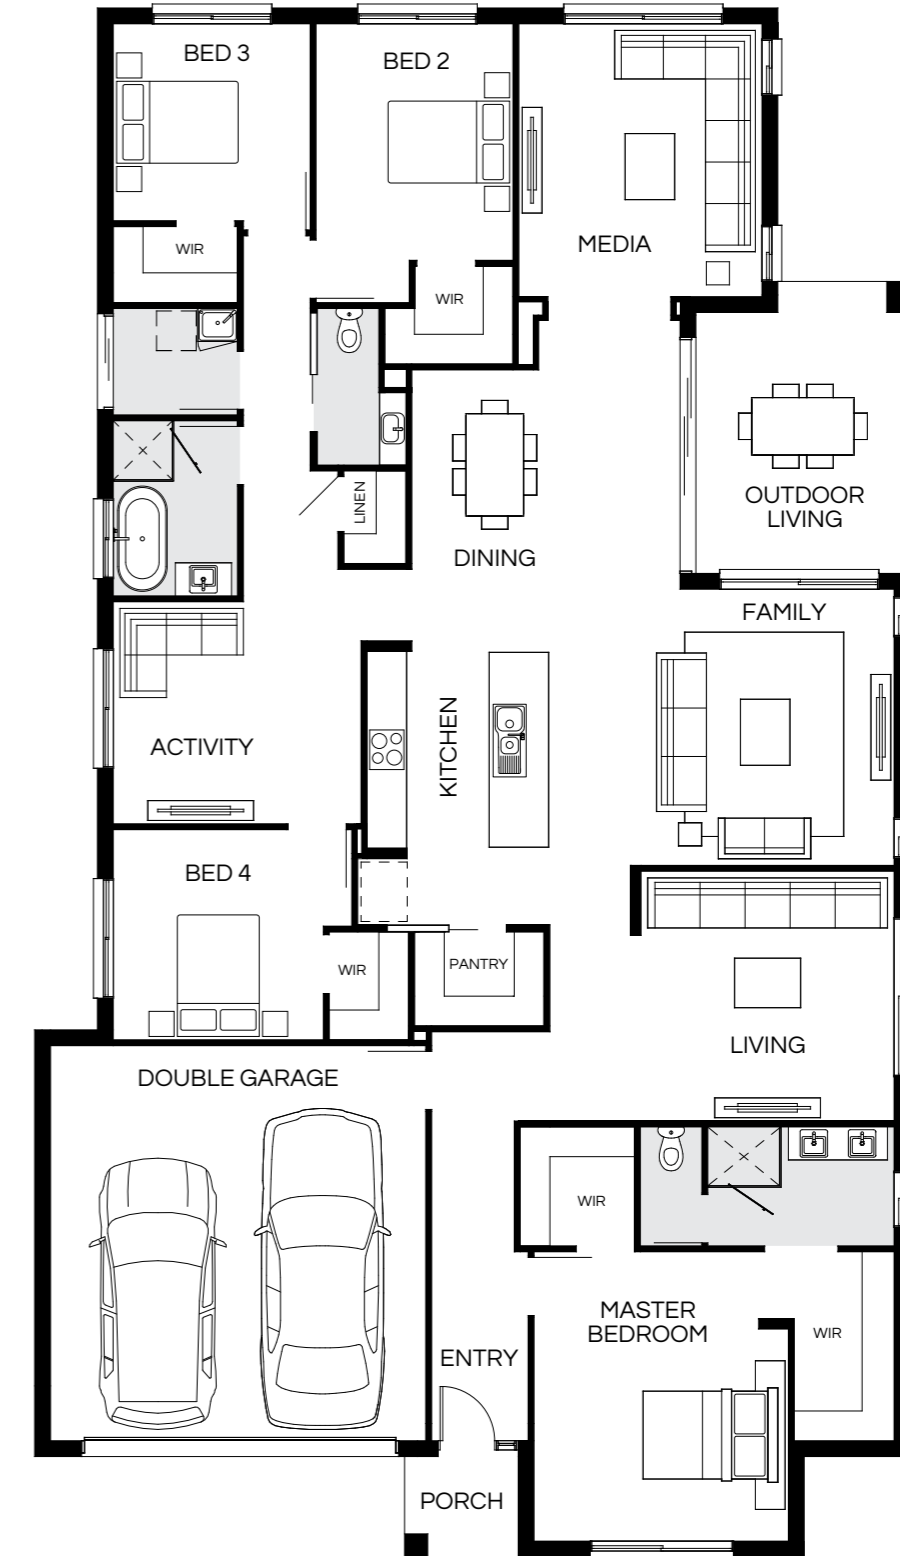 BED 3
BED 2
WIR
MEDIA
WIR
LINEN
DINING
OUTDOOR
LIVING
FAMILY
KITCHEN
ACTIVITY
BED 4
WIR
PANTRY
LIVING
DOUBLE GARAGE
WIR
MASTER
BEDROOM
WIR
ENTRY
PORCH